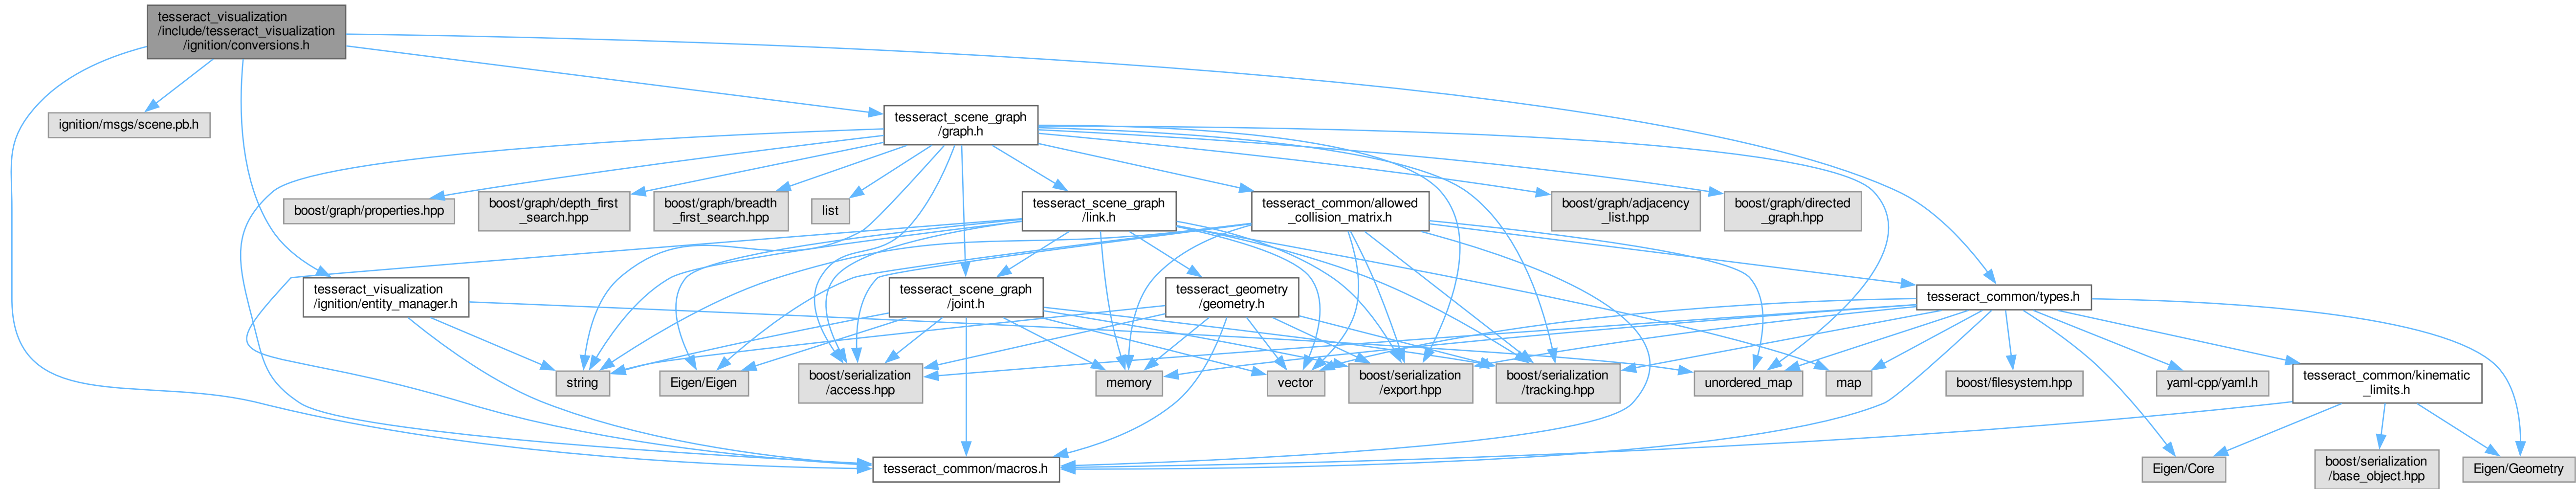 tesseract_visualization
/include/tesseract_visualization
/ignition/conversions.h
ignition/msgs/scene.pb.h
tesseract_scene_graph
/graph.h
boost/graph/properties.hpp
boost/graph/depth_first
_search.hpp
boost/graph/breadth
_first_search.hpp
list
tesseract_scene_graph
/link.h
tesseract_common/allowed
_collision_matrix.h
boost/graph/adjacency
_list.hpp
boost/graph/directed
_graph.hpp
tesseract_visualization
/ignition/entity_manager.h
tesseract_scene_graph
/joint.h
tesseract_geometry
/geometry.h
tesseract_common/types.h
string
Eigen/Eigen
boost/serialization
/access.hpp
memory
vector
boost/serialization
/export.hpp
boost/serialization
/tracking.hpp
unordered_map
map
boost/filesystem.hpp
yaml-cpp/yaml.h
tesseract_common/kinematic
_limits.h
tesseract_common/macros.h
Eigen/Core
boost/serialization
/base_object.hpp
Eigen/Geometry